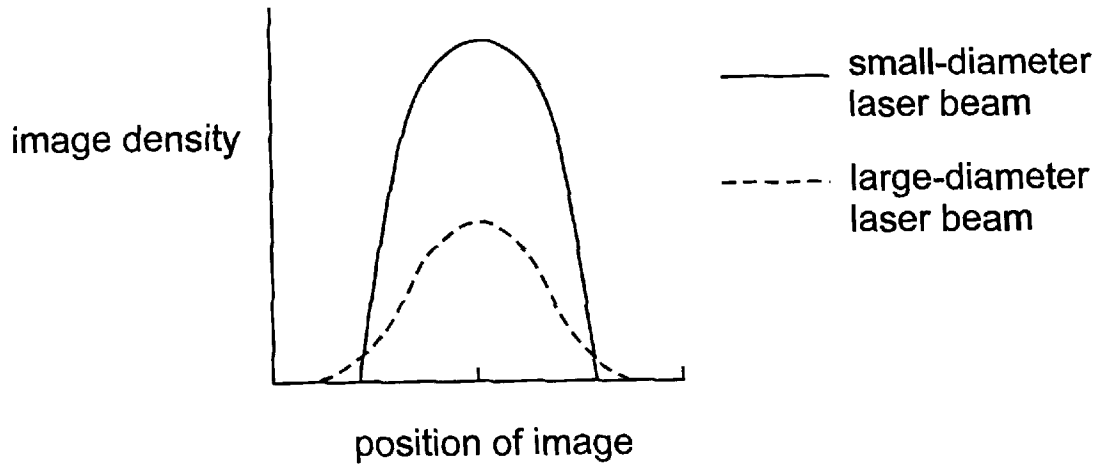 small-diameter
laser beam
image density
large-diameter
laser beam
position of image